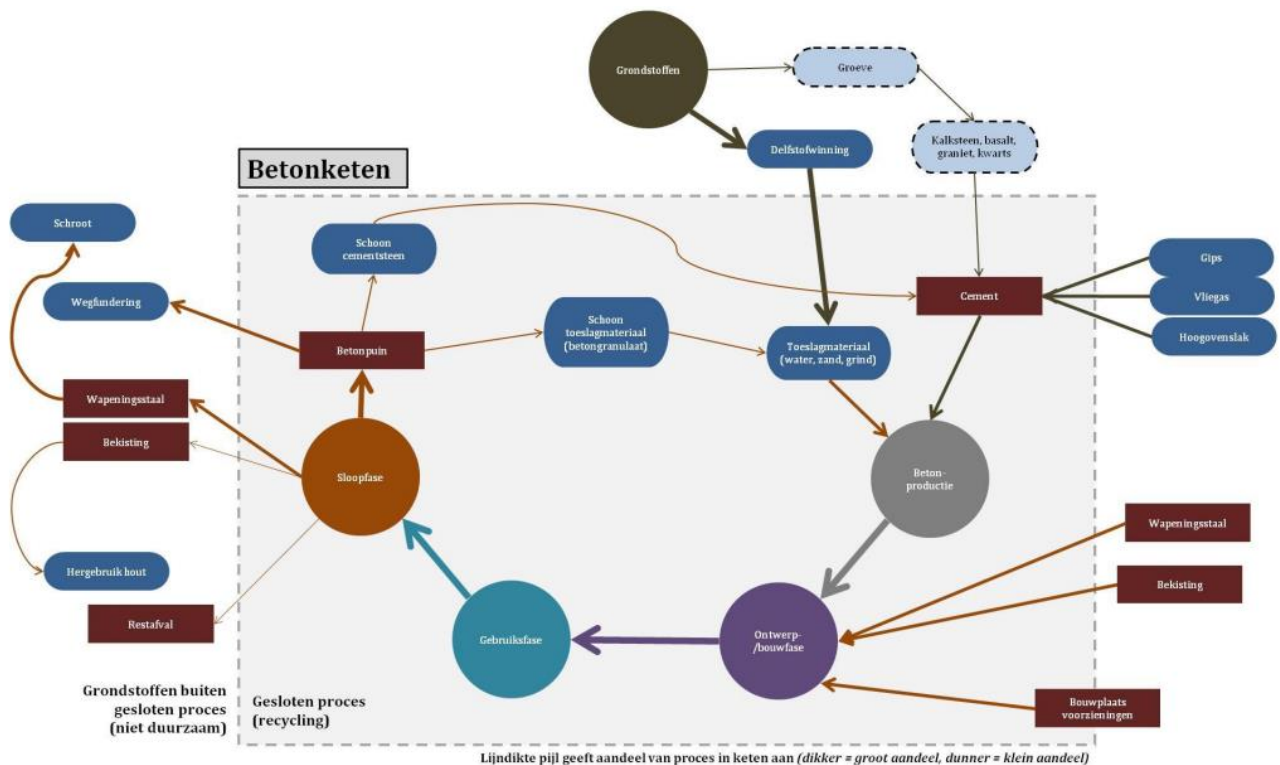 Grondstoffen
Groeve
Kalksteen, basalt,
graniet, kwarts
Delfstofwinning
Betonketen
Schroot
Schoon
cementsteen
Gips
Wegfundering
Cement
Vliegas
Schoon
toeslagmateriaal
(betongranulaat)
Hoogovenslak
Betonpuin
Toeslagmateriaal
(water, zand, grind)
Wapeningsstaal
Bekisting
Sloopfase
Beton-
productie
Wapeningsstaal
Hergebruik hout
Bekisting
Restafval
Gebruiksfase
Ontwerp-
/bouwfase
Grondstoffen buiten
gesloten proces
(niet duurzaam)
Gesloten proces
(recycling)
Bouwplaats
voorzieningen
Lijndikte pijl geeft aandeel van proces in keten aan (dikker = groot aandeel, dunner = klein aandeel)